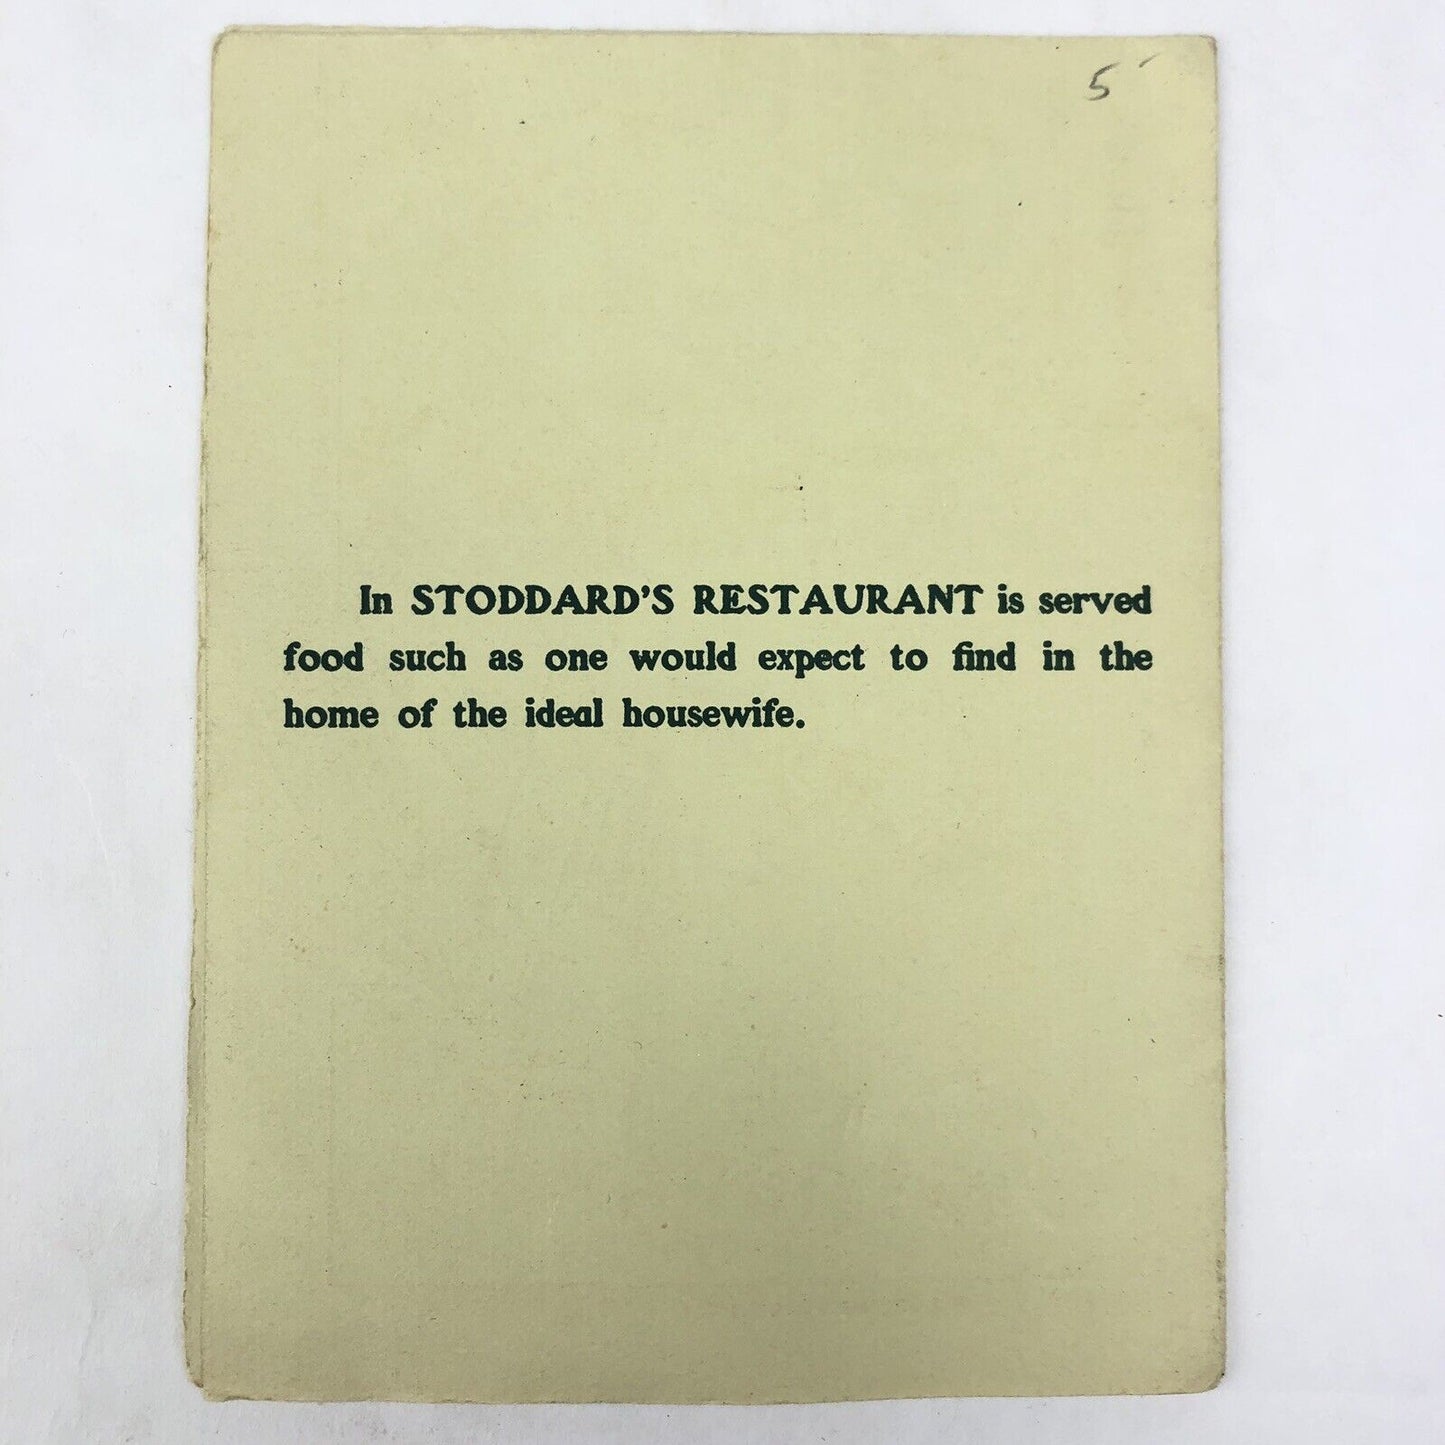 5
In STODDARD'S RESTAURANT is served
food such as one would expect to find in the
home of the ideal housewife.